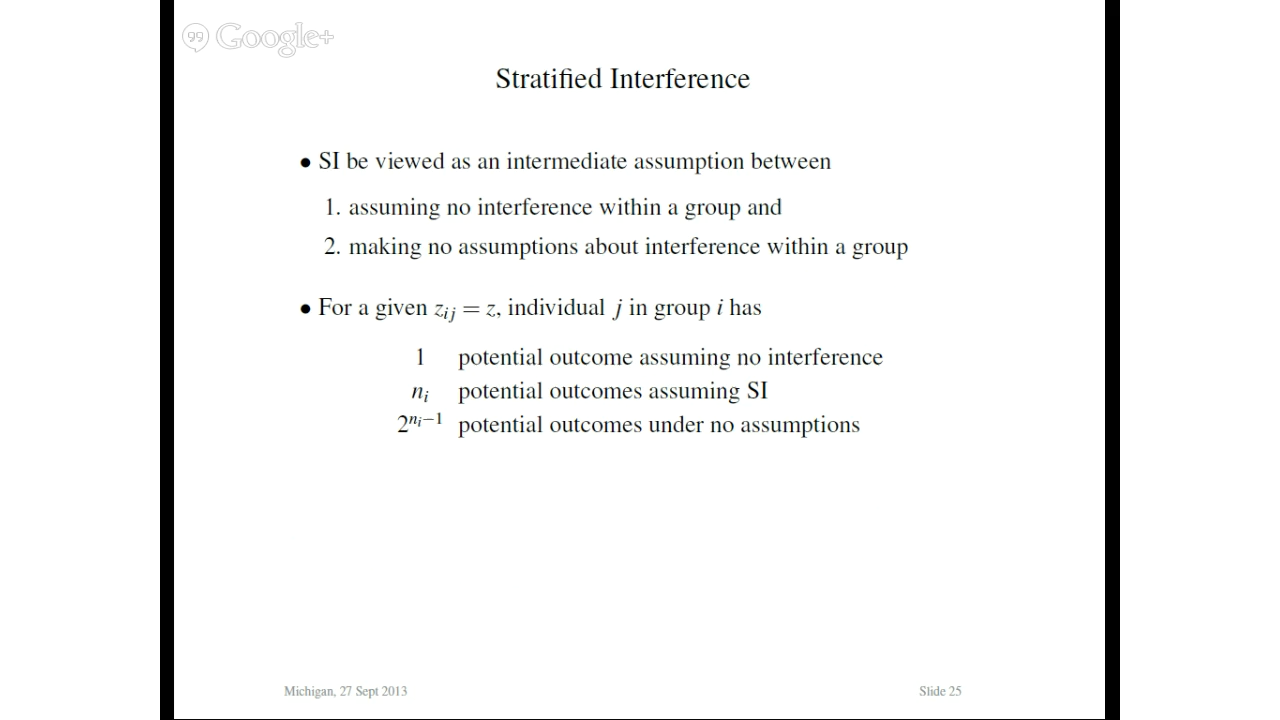 Google+
Stratified Interference
• SI be viewed as an intermediate assumption between
1. assuming no interference within a group and
2. making no assumptions about interference within a group
• For a given z_{ij} = z, individual j in group i has
1 potential outcome assuming no interference
n_i potential outcomes assuming SI
2^{n_i−1} potential outcomes under no assumptions
Michigan, 27 Sept 2013
Slide 25